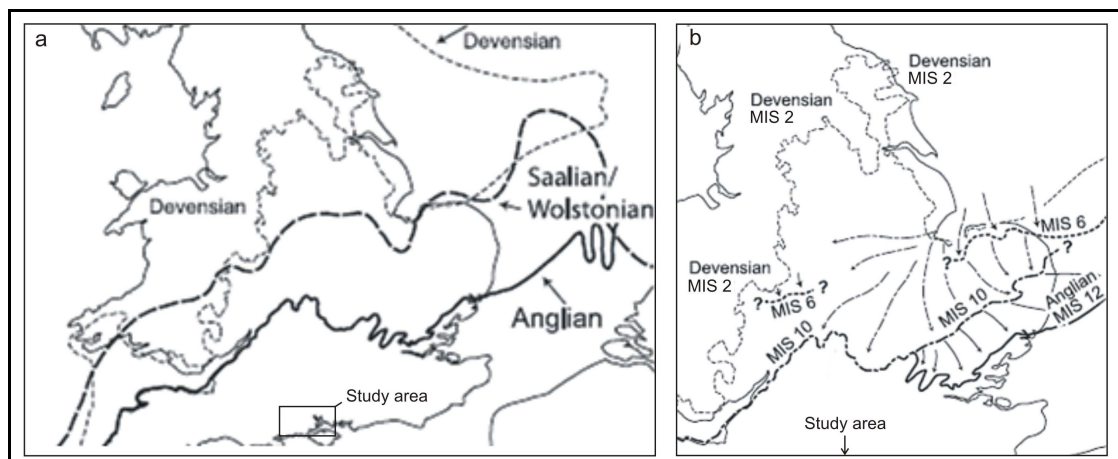 a
Devensian
Saalian/
Wolstonian
Devensian
Anglian
Study area
b
Devensian
MIS 2
Devensian
MIS 2
MIS 6
?
?
Devensian
MIS 2
?
?
MIS 6
MIS 10
Anglian
MIS 12
MIS 10
Study area